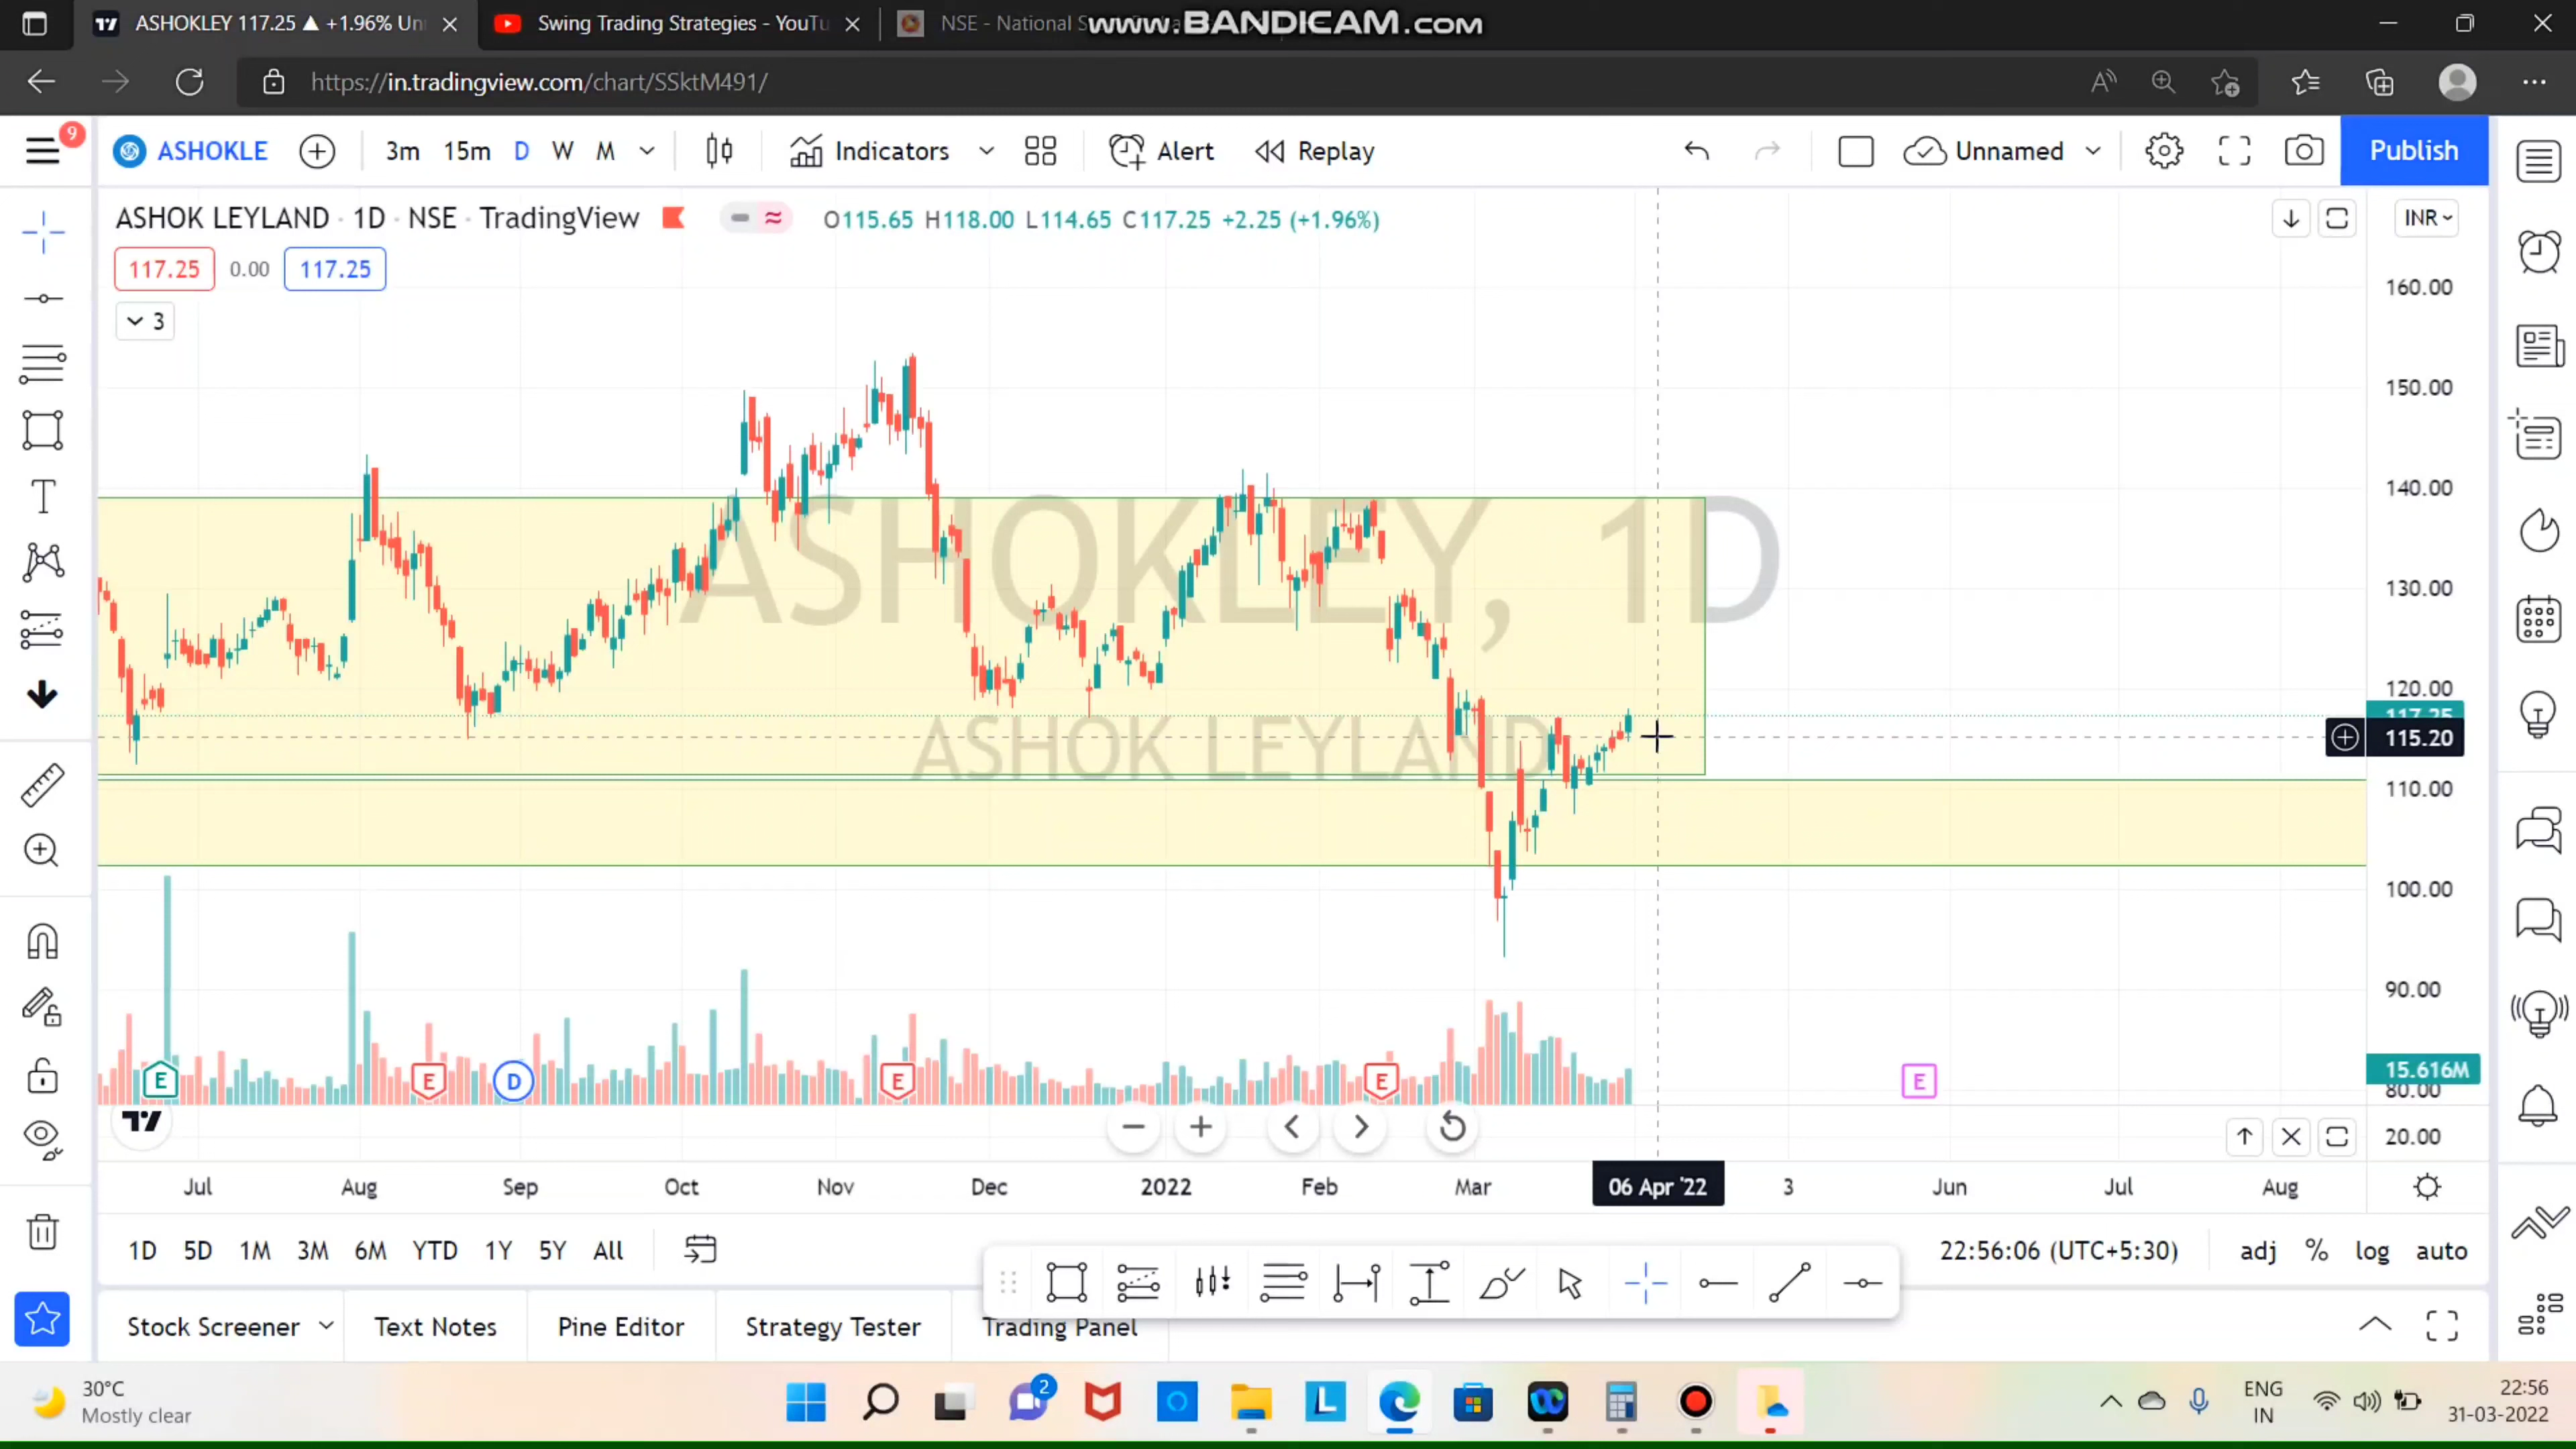 ASHOKLEY 117.25 ▲ +1.96% Un
Swing Trading Strategies - YouTu
NSE - National S
www.BANDICAM.com
https://in.tradingview.com/chart/SSktM491/
9
ASHOKLE
3m 15m D W M
Indicators
Alert
Replay
Unnamed
Publish
ASHOK LEYLAND · 1D · NSE · TradingView
O115.65 H118.00 L114.65 C117.25 +2.25 (+1.96%)
INR
117.25 0.00 117.25
3
160.00
150.00
140.00
130.00
120.00
117.25
115.20
110.00
100.00
90.00
15.616M
80.00
20.00
ASHOKLEY, 1D
ASHOK LEYLAND
E
E
D
E
E
E
Jul Aug Sep Oct Nov Dec 2022 Feb Mar 06 Apr '22 3 Jun Jul Aug
1D 5D 1M 3M 6M YTD 1Y 5Y All
22:56:06 (UTC+5:30) adj % log auto
Stock Screener Text Notes Pine Editor Strategy Tester Trading Panel
30°C
Mostly clear
2
ENG
IN
22:56
31-03-2022